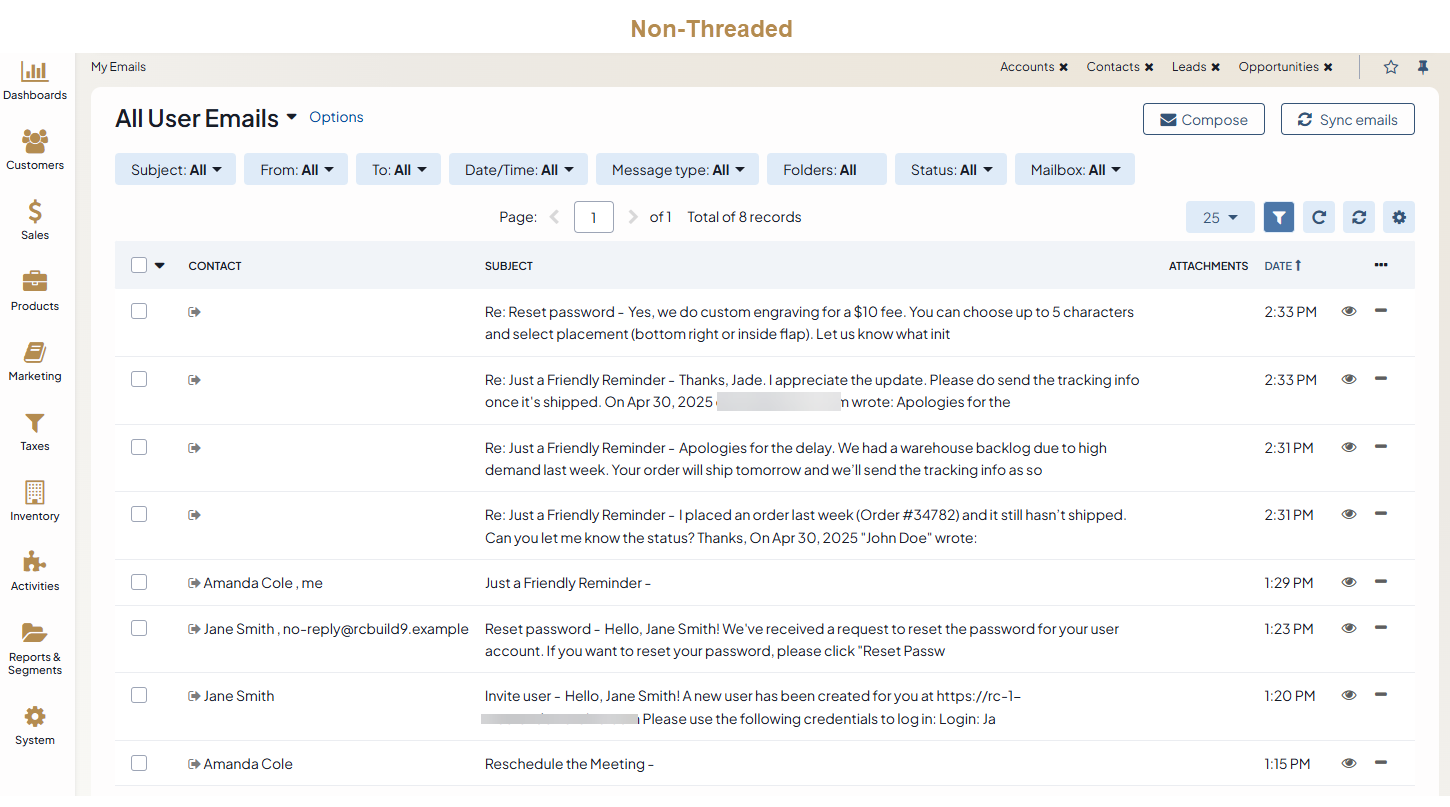 Non-Threaded
My Emails
Accounts ✖ Contacts ✖ Leads ✖ Opportunities ✖
Dashboards
Customers
Sales
Products
Marketing
Taxes
Inventory
Activities
Reports &
Segments
System
All User Emails Options
Compose Sync emails
Subject: All From: All To: All Date/Time: All Message type: All Folders: All Status: All Mailbox: All
Page: 1 of 1 Total of 8 records 25
CONTACT SUBJECT ATTACHMENTS DATE
Re: Reset password - Yes, we do custom engraving for a $10 fee. You can choose up to 5 characters 2:33 PM
and select placement (bottom right or inside flap). Let us know what init
Re: Just a Friendly Reminder - Thanks, Jade. I appreciate the update. Please do send the tracking info 2:33 PM
once it's shipped. On Apr 30, 2025 wrote: Apologies for the
Re: Just a Friendly Reminder - Apologies for the delay. We had a warehouse backlog due to high 2:31 PM
demand last week. Your order will ship tomorrow and we'll send the tracking info as so
Re: Just a Friendly Reminder - I placed an order last week (Order #34782) and it still hasn't shipped. 2:31 PM
Can you let me know the status? Thanks, On Apr 30, 2025 "John Doe" wrote:
Amanda Cole , me Just a Friendly Reminder - 1:29 PM
Jane Smith , no-reply@rcbuild9.example Reset password - Hello, Jane Smith! We've received a request to reset the password for your user 1:23 PM
account. If you want to reset your password, please click "Reset Passw
Jane Smith Invite user - Hello, Jane Smith! A new user has been created for you at https://rc-1- 1:20 PM
Please use the following credentials to log in: Login: Ja
Amanda Cole Reschedule the Meeting - 1:15 PM